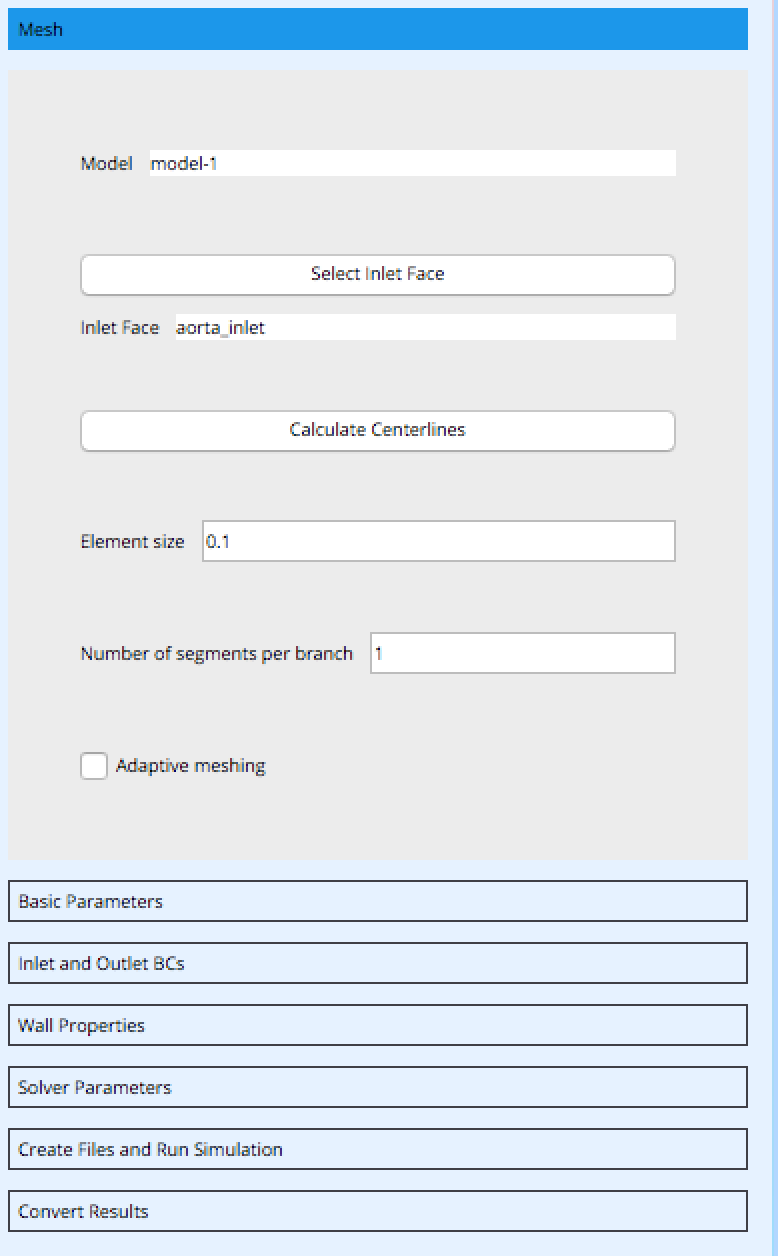 Mesh
Model model-1
Select Inlet Face
Inlet Face aorta_inlet
Calculate Centerlines
Element size 0.1
Number of segments per branch 1
Adaptive meshing
Basic Parameters
Inlet and Outlet BCs
Wall Properties
Solver Parameters
Create Files and Run Simulation
Convert Results